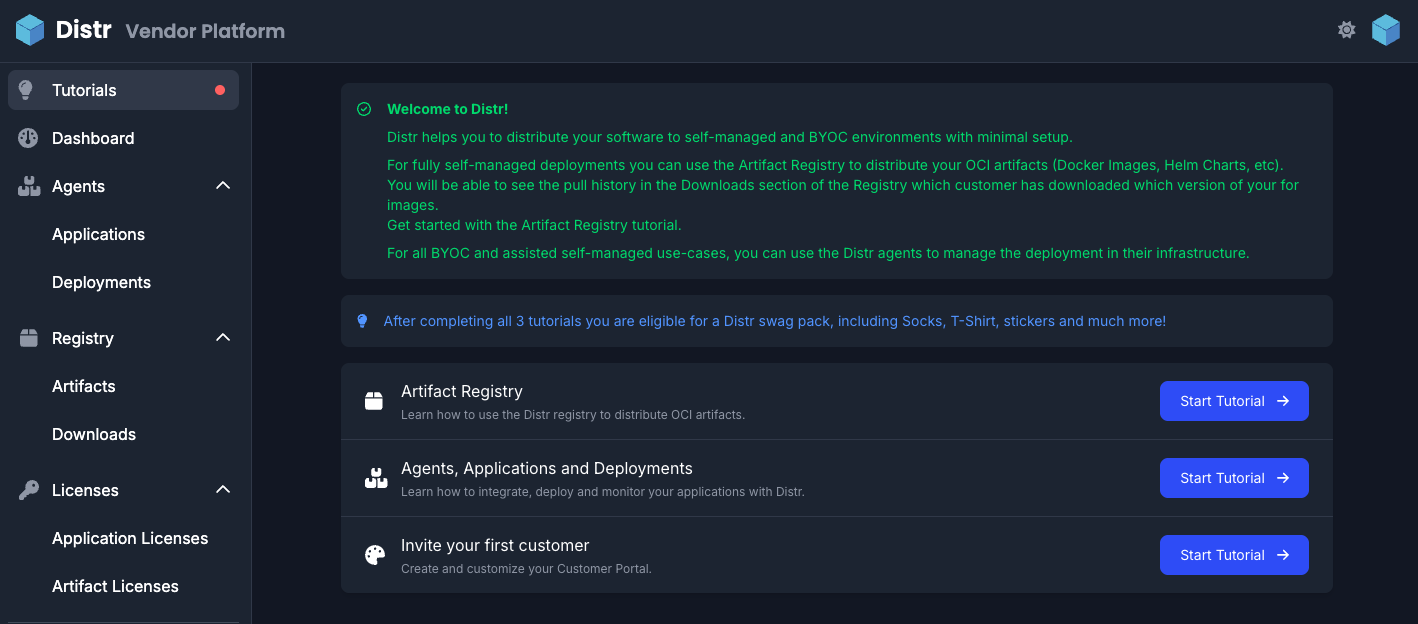 Distr Vendor Platform
Tutorials
Dashboard
Agents
Applications
Deployments
Registry
Artifacts
Downloads
Licenses
Application Licenses
Artifact Licenses
Welcome to Distr!
Distr helps you to distribute your software to self-managed and BYOC environments with minimal setup.
For fully self-managed deployments you can use the Artifact Registry to distribute your OCI artifacts (Docker Images, Helm Charts, etc).
You will be able to see the pull history in the Downloads section of the Registry which customer has downloaded which version of your for
images.
Get started with the Artifact Registry tutorial.
For all BYOC and assisted self-managed use-cases, you can use the Distr agents to manage the deployment in their infrastructure.
After completing all 3 tutorials you are eligible for a Distr swag pack, including Socks, T-Shirt, stickers and much more!
Artifact Registry
Learn how to use the Distr registry to distribute OCI artifacts.
Start Tutorial
Agents, Applications and Deployments
Learn how to integrate, deploy and monitor your applications with Distr.
Start Tutorial
Invite your first customer
Create and customize your Customer Portal.
Start Tutorial